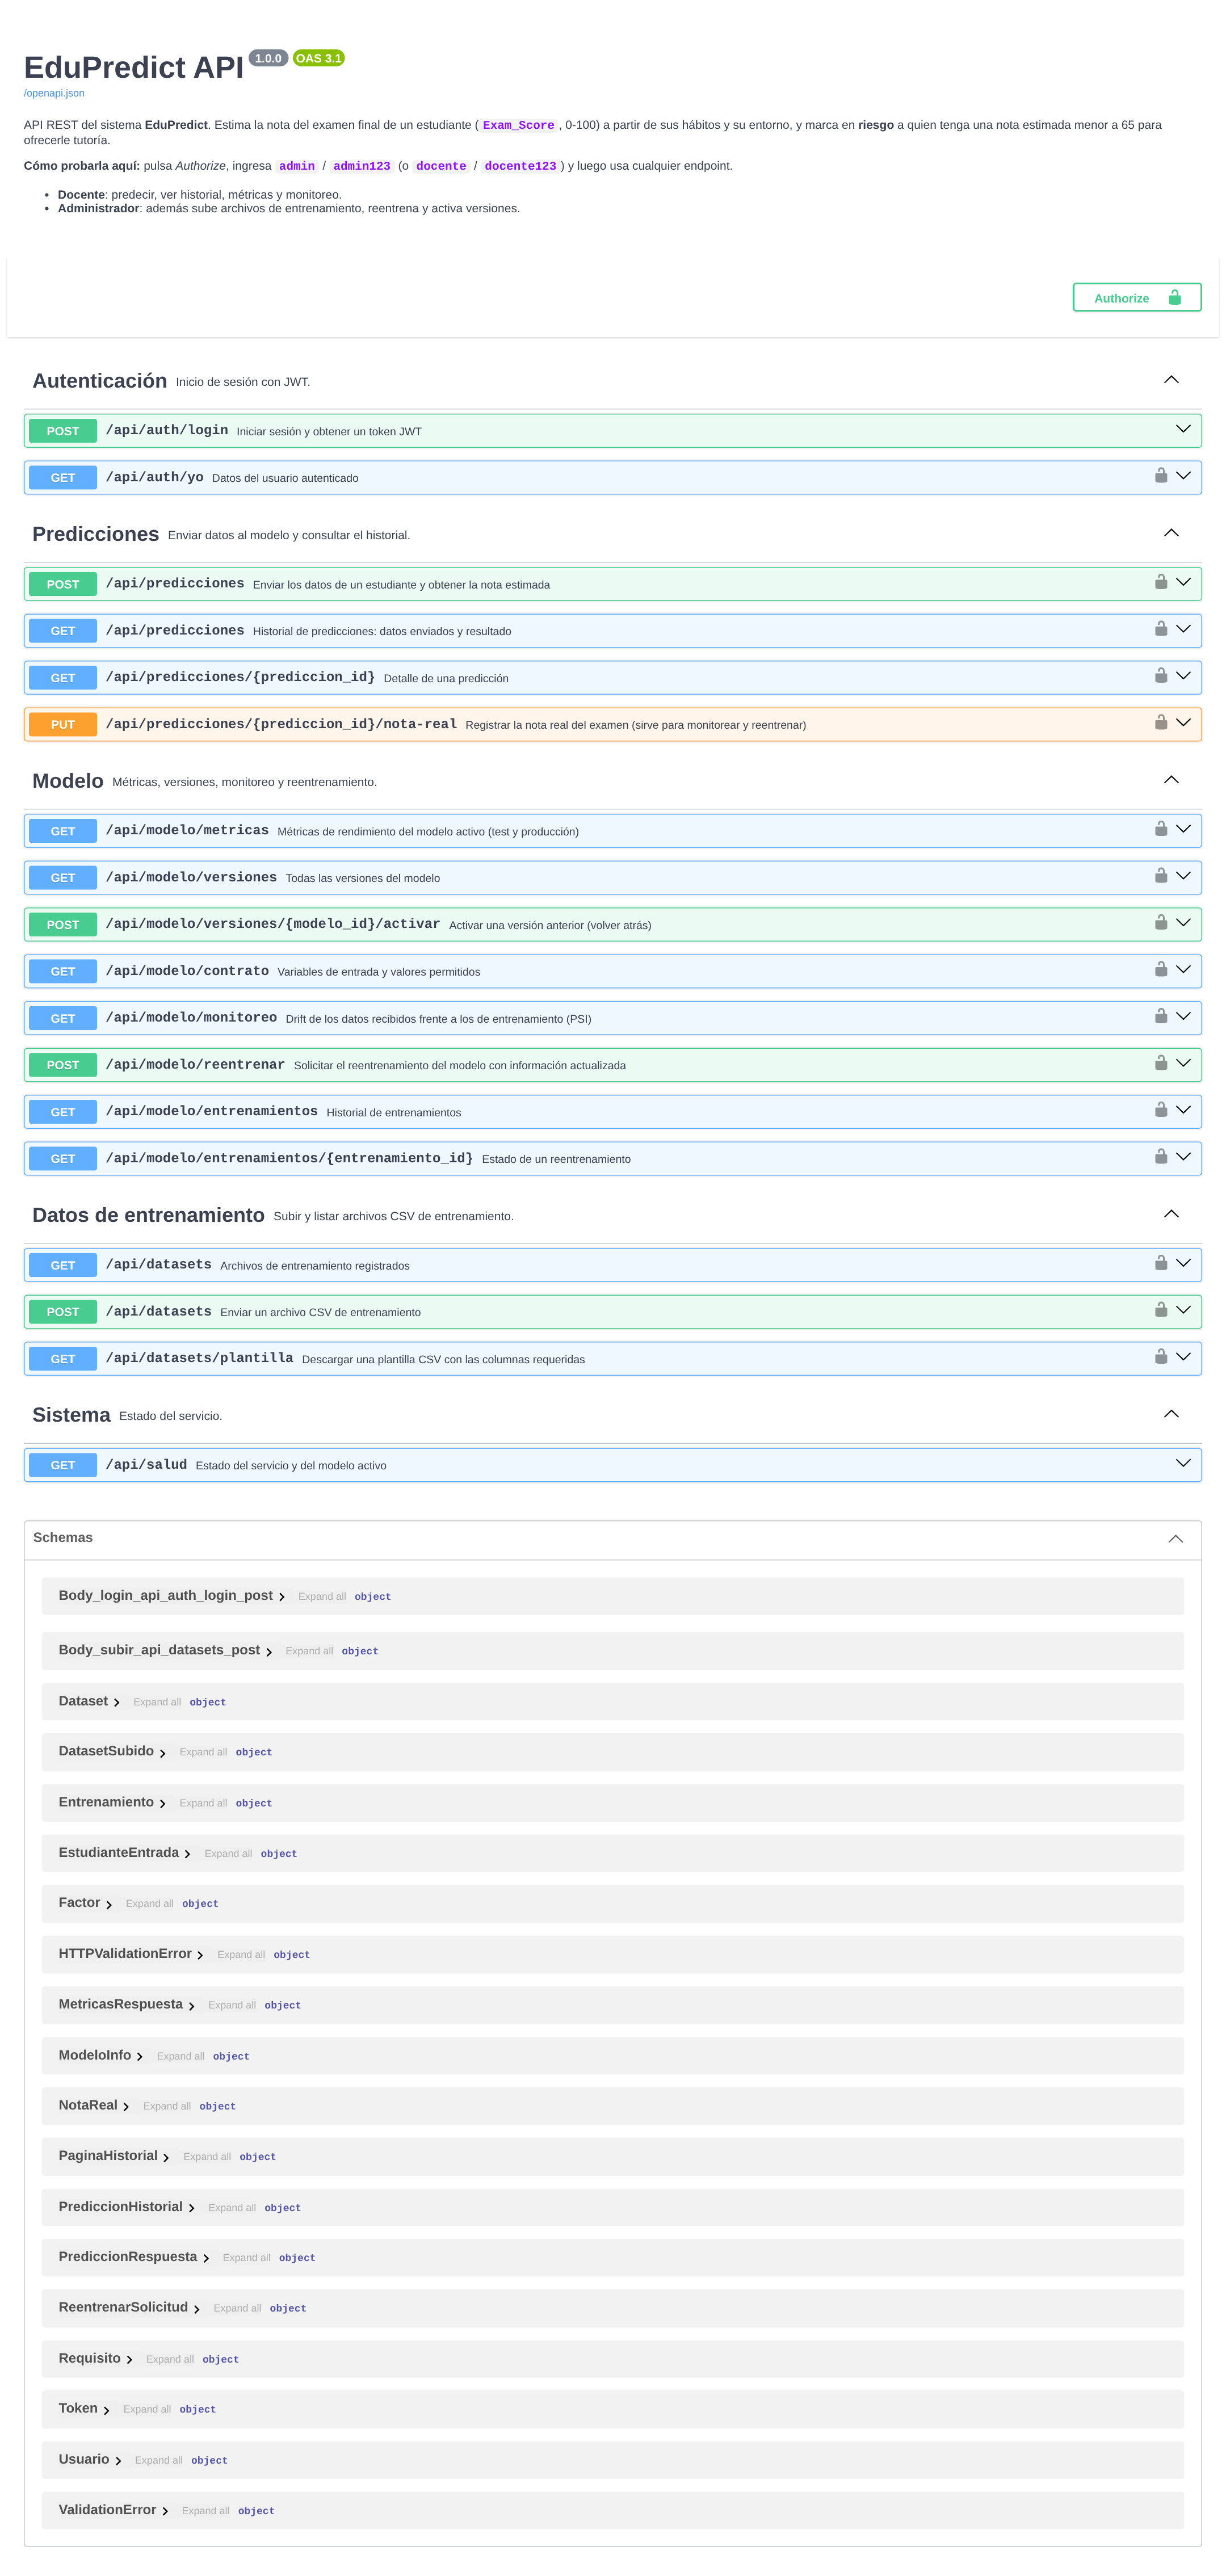 EduPredict API 1.0.0 OAS 3.1
/openapi.json
API REST del sistema EduPredict. Estima la nota del examen final de un estudiante ( Exam_Score , 0-100) a partir de sus hábitos y su entorno, y marca en riesgo a quien tenga una nota estimada menor a 65 para
ofrecerle tutoría.
Cómo probarla aquí: pulsa Authorize, ingresa admin / admin123 (o docente / docente123 ) y luego usa cualquier endpoint.
• Docente: predecir, ver historial, métricas y monitoreo.
• Administrador: además sube archivos de entrenamiento, reentrena y activa versiones.
Authorize
Autenticación Inicio de sesión con JWT.
POST /api/auth/login Iniciar sesión y obtener un token JWT
GET /api/auth/yo Datos del usuario autenticado
Predicciones Enviar datos al modelo y consultar el historial.
POST /api/predicciones Enviar los datos de un estudiante y obtener la nota estimada
GET /api/predicciones Historial de predicciones: datos enviados y resultado
GET /api/predicciones/{prediccion_id} Detalle de una predicción
PUT /api/predicciones/{prediccion_id}/nota-real Registrar la nota real del examen (sirve para monitorear y reentrenar)
Modelo Métricas, versiones, monitoreo y reentrenamiento.
GET /api/modelo/metricas Métricas de rendimiento del modelo activo (test y producción)
GET /api/modelo/versiones Todas las versiones del modelo
POST /api/modelo/versiones/{modelo_id}/activar Activar una versión anterior (volver atrás)
GET /api/modelo/contrato Variables de entrada y valores permitidos
GET /api/modelo/monitoreo Drift de los datos recibidos frente a los de entrenamiento (PSI)
POST /api/modelo/reentrenar Solicitar el reentrenamiento del modelo con información actualizada
GET /api/modelo/entrenamientos Historial de entrenamientos
GET /api/modelo/entrenamientos/{entrenamiento_id} Estado de un reentrenamiento
Datos de entrenamiento Subir y listar archivos CSV de entrenamiento.
GET /api/datasets Archivos de entrenamiento registrados
POST /api/datasets Enviar un archivo CSV de entrenamiento
GET /api/datasets/plantilla Descargar una plantilla CSV con las columnas requeridas
Sistema Estado del servicio.
GET /api/salud Estado del servicio y del modelo activo
Schemas
Body_login_api_auth_login_post Expand all object
Body_subir_api_datasets_post Expand all object
Dataset Expand all object
DatasetSubido Expand all object
Entrenamiento Expand all object
EstudianteEntrada Expand all object
Factor Expand all object
HTTPValidationError Expand all object
MetricasRespuesta Expand all object
ModeloInfo Expand all object
NotaReal Expand all object
PaginaHistorial Expand all object
PrediccionHistorial Expand all object
PrediccionRespuesta Expand all object
ReentrenarSolicitud Expand all object
Requisito Expand all object
Token Expand all object
Usuario Expand all object
ValidationError Expand all object